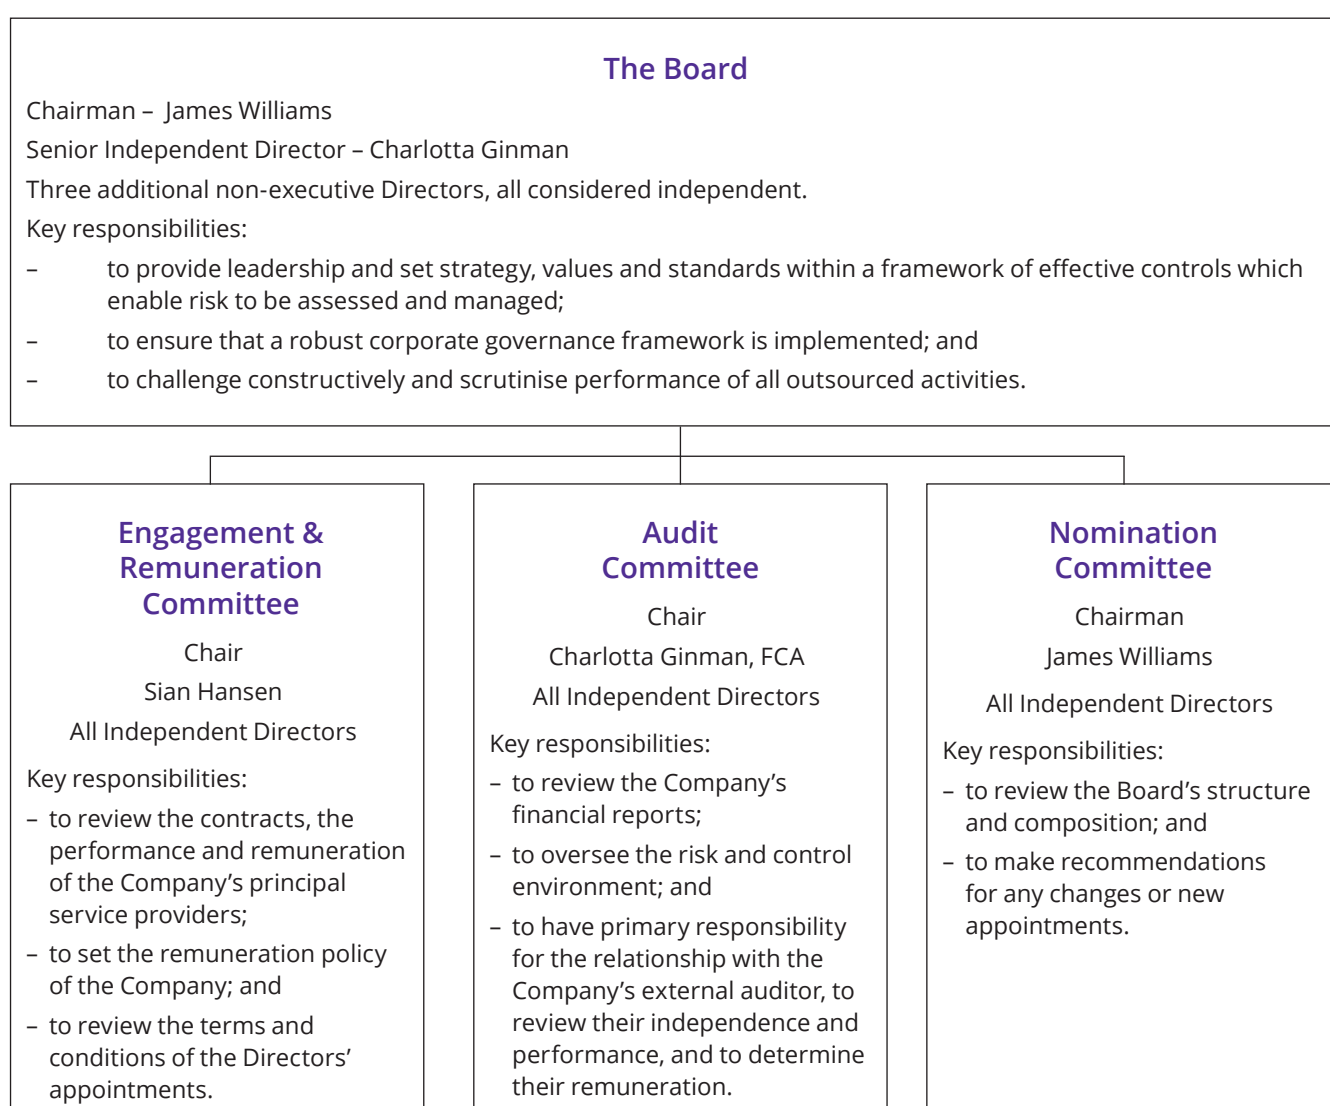 The Board
Chairman – James Williams
Senior Independent Director – Charlotta Ginman
Three additional non-executive Directors, all considered independent.
Key responsibilities:
– to provide leadership and set strategy, values and standards within a framework of effective controls which
enable risk to be assessed and managed;
– to ensure that a robust corporate governance framework is implemented; and
– to challenge constructively and scrutinise performance of all outsourced activities.
Engagement &
Remuneration
Committee
Chair
Sian Hansen
All Independent Directors
Key responsibilities:
– to review the contracts, the
performance and remuneration
of the Company’s principal
service providers;
– to set the remuneration policy
of the Company; and
– to review the terms and
conditions of the Directors’
appointments.
Audit
Committee
Chair
Charlotta Ginman, FCA
All Independent Directors
Key responsibilities:
– to review the Company’s
financial reports;
– to oversee the risk and control
environment; and
– to have primary responsibility
for the relationship with the
Company’s external auditor, to
review their independence and
performance, and to determine
their remuneration.
Nomination
Committee
Chairman
James Williams
All Independent Directors
Key responsibilities:
– to review the Board’s structure
and composition; and
– to make recommendations
for any changes or new
appointments.